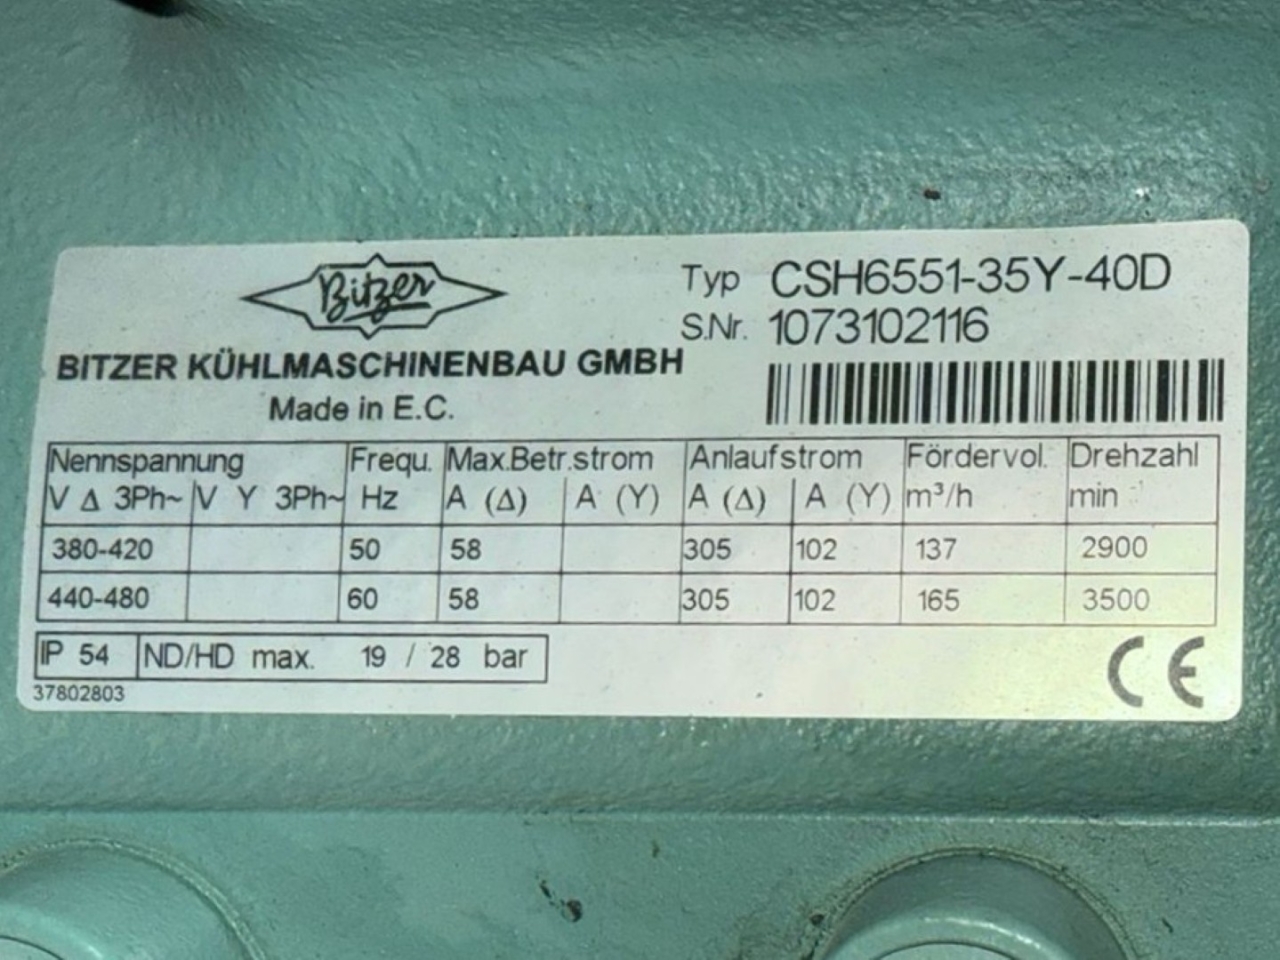 Bitzer
Typ CSH6551-35Y-40D
S.Nr. 1073102116
BITZER KÜHLMASCHINENBAU GMBH
Made in E.C.
Nennspannung Frequ. Max.Betr.strom Anlaufstrom Fördervol. Drehzahl
V Δ 3Ph~ V Y 3Ph~ Hz A (Δ) A (Y) A (Δ) A (Y) m³/h min
380-420 50 58 305 102 137 2900
440-480 60 58 305 102 165 3500
IP 54 ND/HD max. 19 / 28 bar
37802803
CE